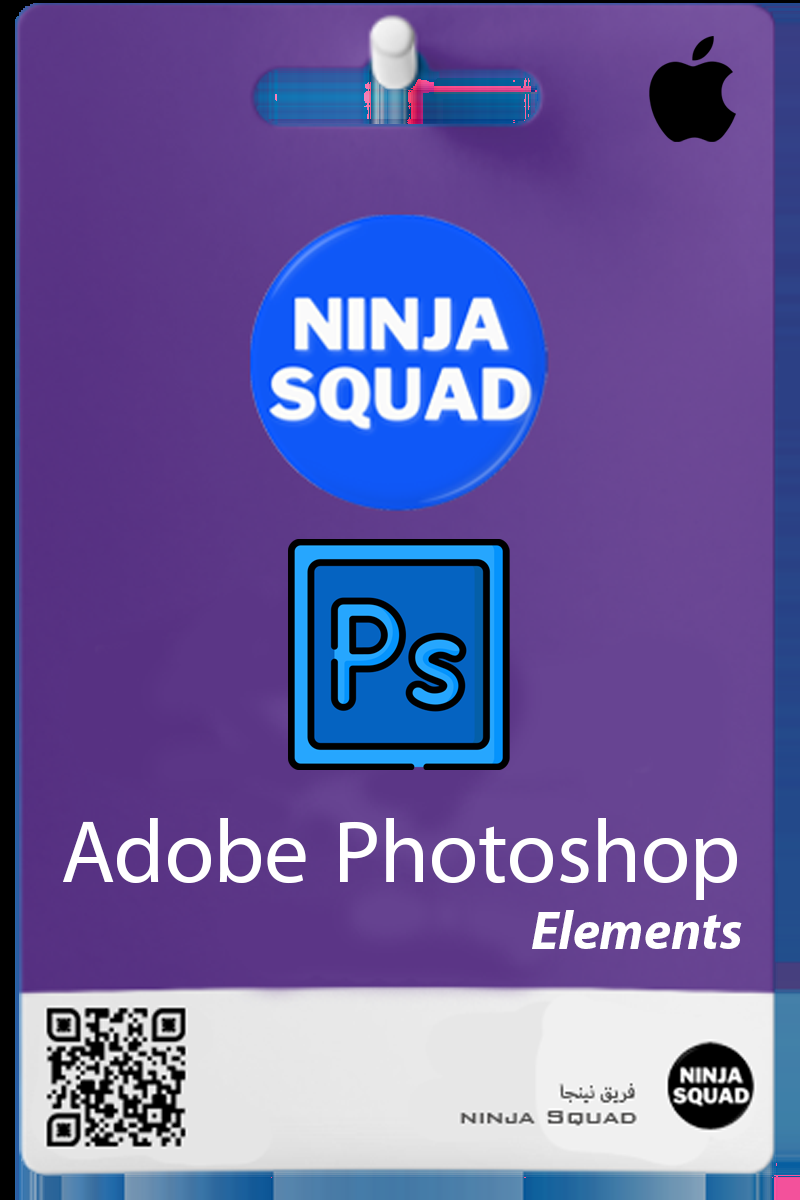 NINJA
SQUAD
Ps
Adobe Photoshop
Elements
فريق نينجا
NINJA SQUAD
NINJA
SQUAD